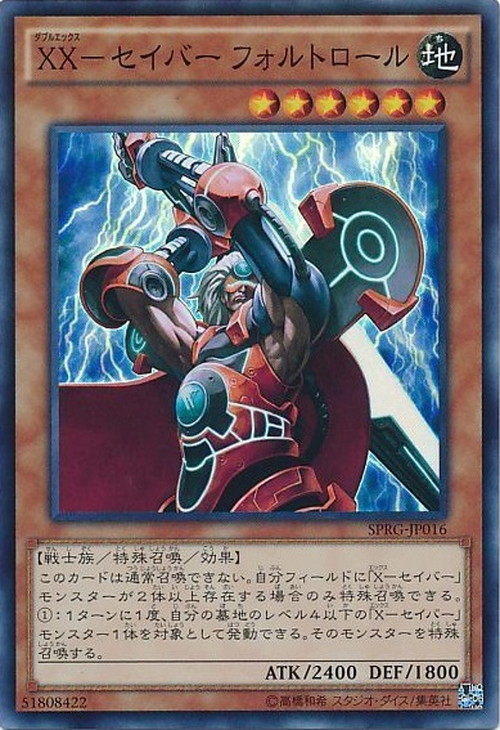 ダブルエックス
XX－セイバー フォルトロール
ち
地
SPRG-JP016
【戦士族／特殊召喚／効果】
このカードは通常召喚できない。自分フィールドに「X－セイバー」
モンスターが２体以上存在する場合のみ特殊召喚できる。
①：１ターンに１度、自分の墓地のレベル４以下の「X－セイバー」
モンスター１体を対象として発動できる。そのモンスターを特殊
召喚する。
ATK/2400 DEF/1800
51808422
©高橋和希 スタジオ・ダイス/集英社